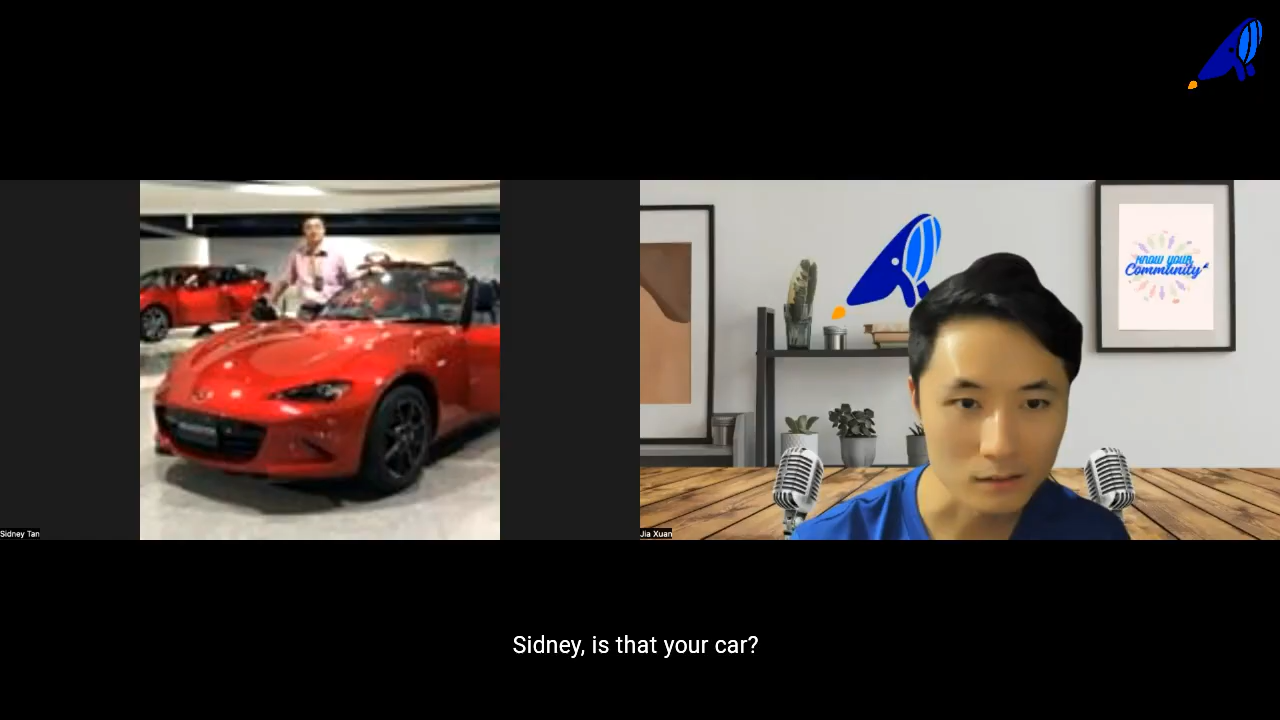 KNOW YOUR
Community
Sidney Tan
Jia Xuan
Sidney, is that your car?